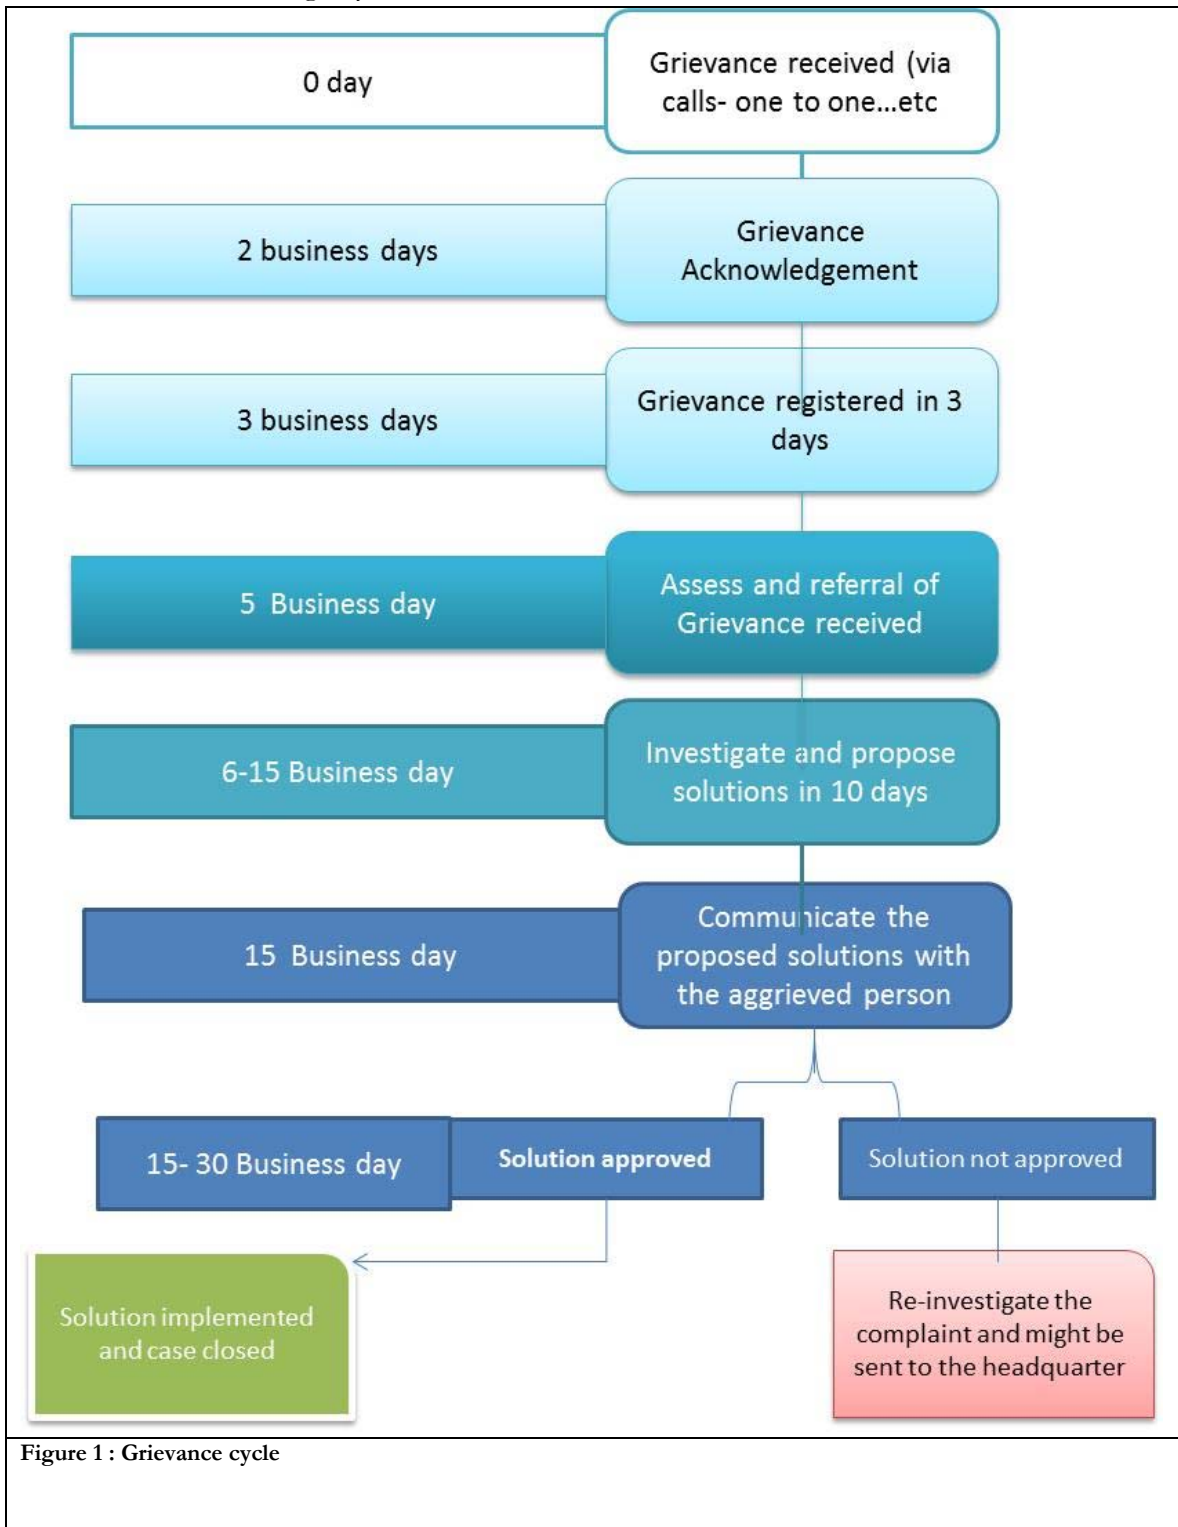 0 day
Grievance received (via
calls- one to one...etc
2 business days
Grievance
Acknowledgement
3 business days
Grievance registered in 3
days
5 Business day
Assess and referral of
Grievance received
6-15 Business day
Investigate and propose
solutions in 10 days
15 Business day
Communicate the
proposed solutions with
the aggrieved person
15- 30 Business day
Solution approved
Solution not approved
Solution implemented
and case closed
Re-investigate the
complaint and might be
sent to the headquarter
Figure 1 : Grievance cycle